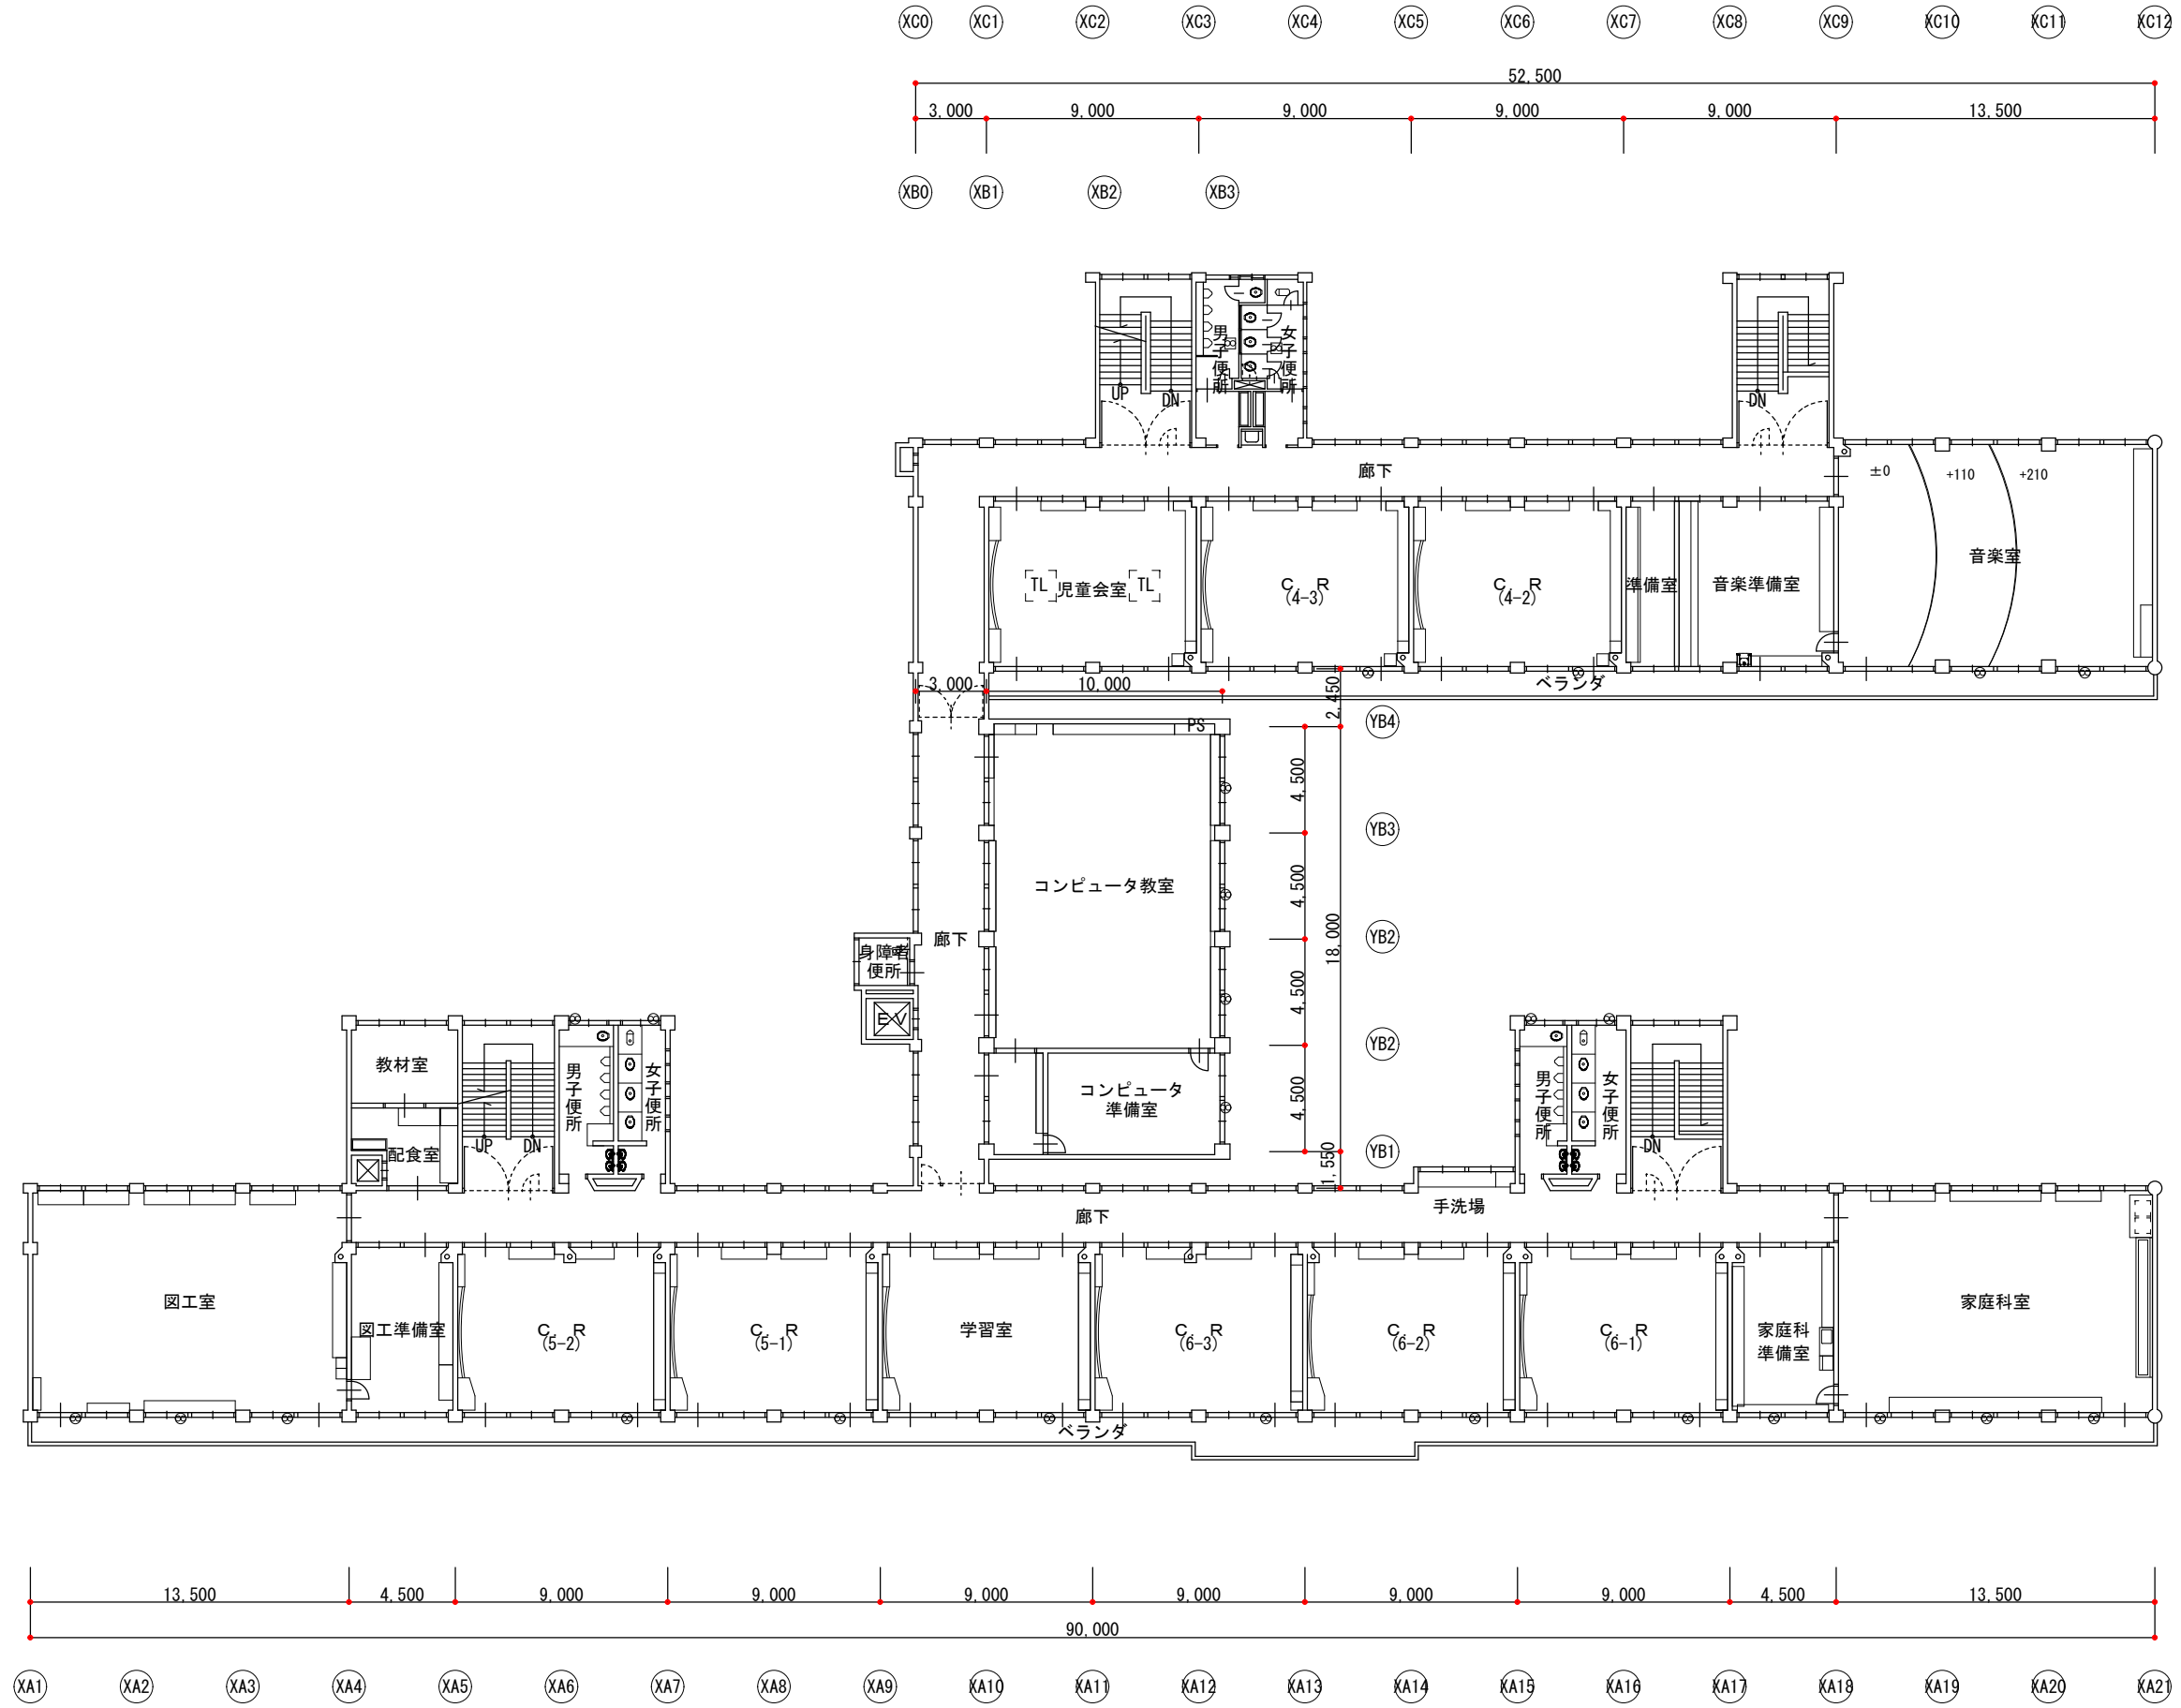 XC0 XC1 XC2 XC3 XC4 XC5 XC6 XC7 XC8 XC9 XC10 XC11 XC12
52,500
3,000 9,000 9,000 9,000 9,000 13,500
XB0 XB1 XB2 XB3
男子便所 女子便所
UP DN DN
廊下 ±0 +110 +210
音楽室
TL 児童会室 TL C.R C.R 準備室 音楽準備室
(4-3) (4-2)
3,000 10,000 2,450 ベランダ
PS YB4
4,500
YB3
コンピュータ教室 4,500
廊下 18,000 YB2
身障者
便所
4,500
EV
YB2
教材室 男子便所 女子便所 コンピュータ
準備室
4,500 男子便所 女子便所
UP DN 配食室 1,550 YB1 DN
廊下 手洗場
図工室 家庭科室
図工準備室 C.R C.R 学習室 C.R C.R C.R 家庭科
準備室
(5-2) (5-1) (6-3) (6-2) (6-1)
ベランダ
13,500 4,500 9,000 9,000 9,000 9,000 9,000 9,000 4,500 13,500
90,000
XA1 XA2 XA3 XA4 XA5 XA6 XA7 XA8 XA9 XA10 XA11 XA12 XA13 XA14 XA15 XA16 XA17 XA18 XA19 XA20 XA21